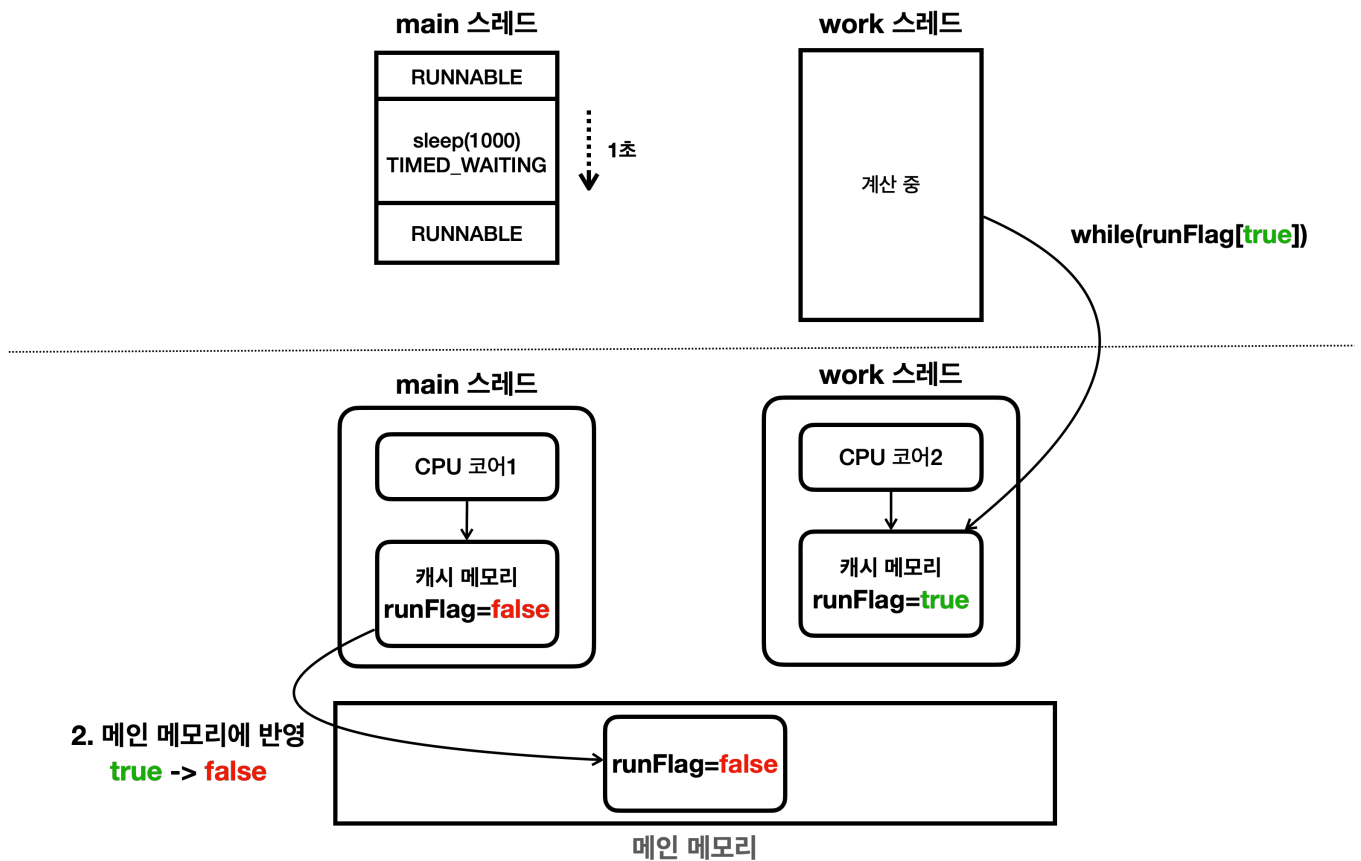 main 스레드
work 스레드
RUNNABLE
sleep(1000)
TIMED_WAITING
1초
RUNNABLE
계산 중
while(runFlag[true])
main 스레드
work 스레드
CPU 코어1
CPU 코어2
캐시 메모리
runFlag=false
캐시 메모리
runFlag=true
2. 메인 메모리에 반영
true -> false
runFlag=false
메인 메모리